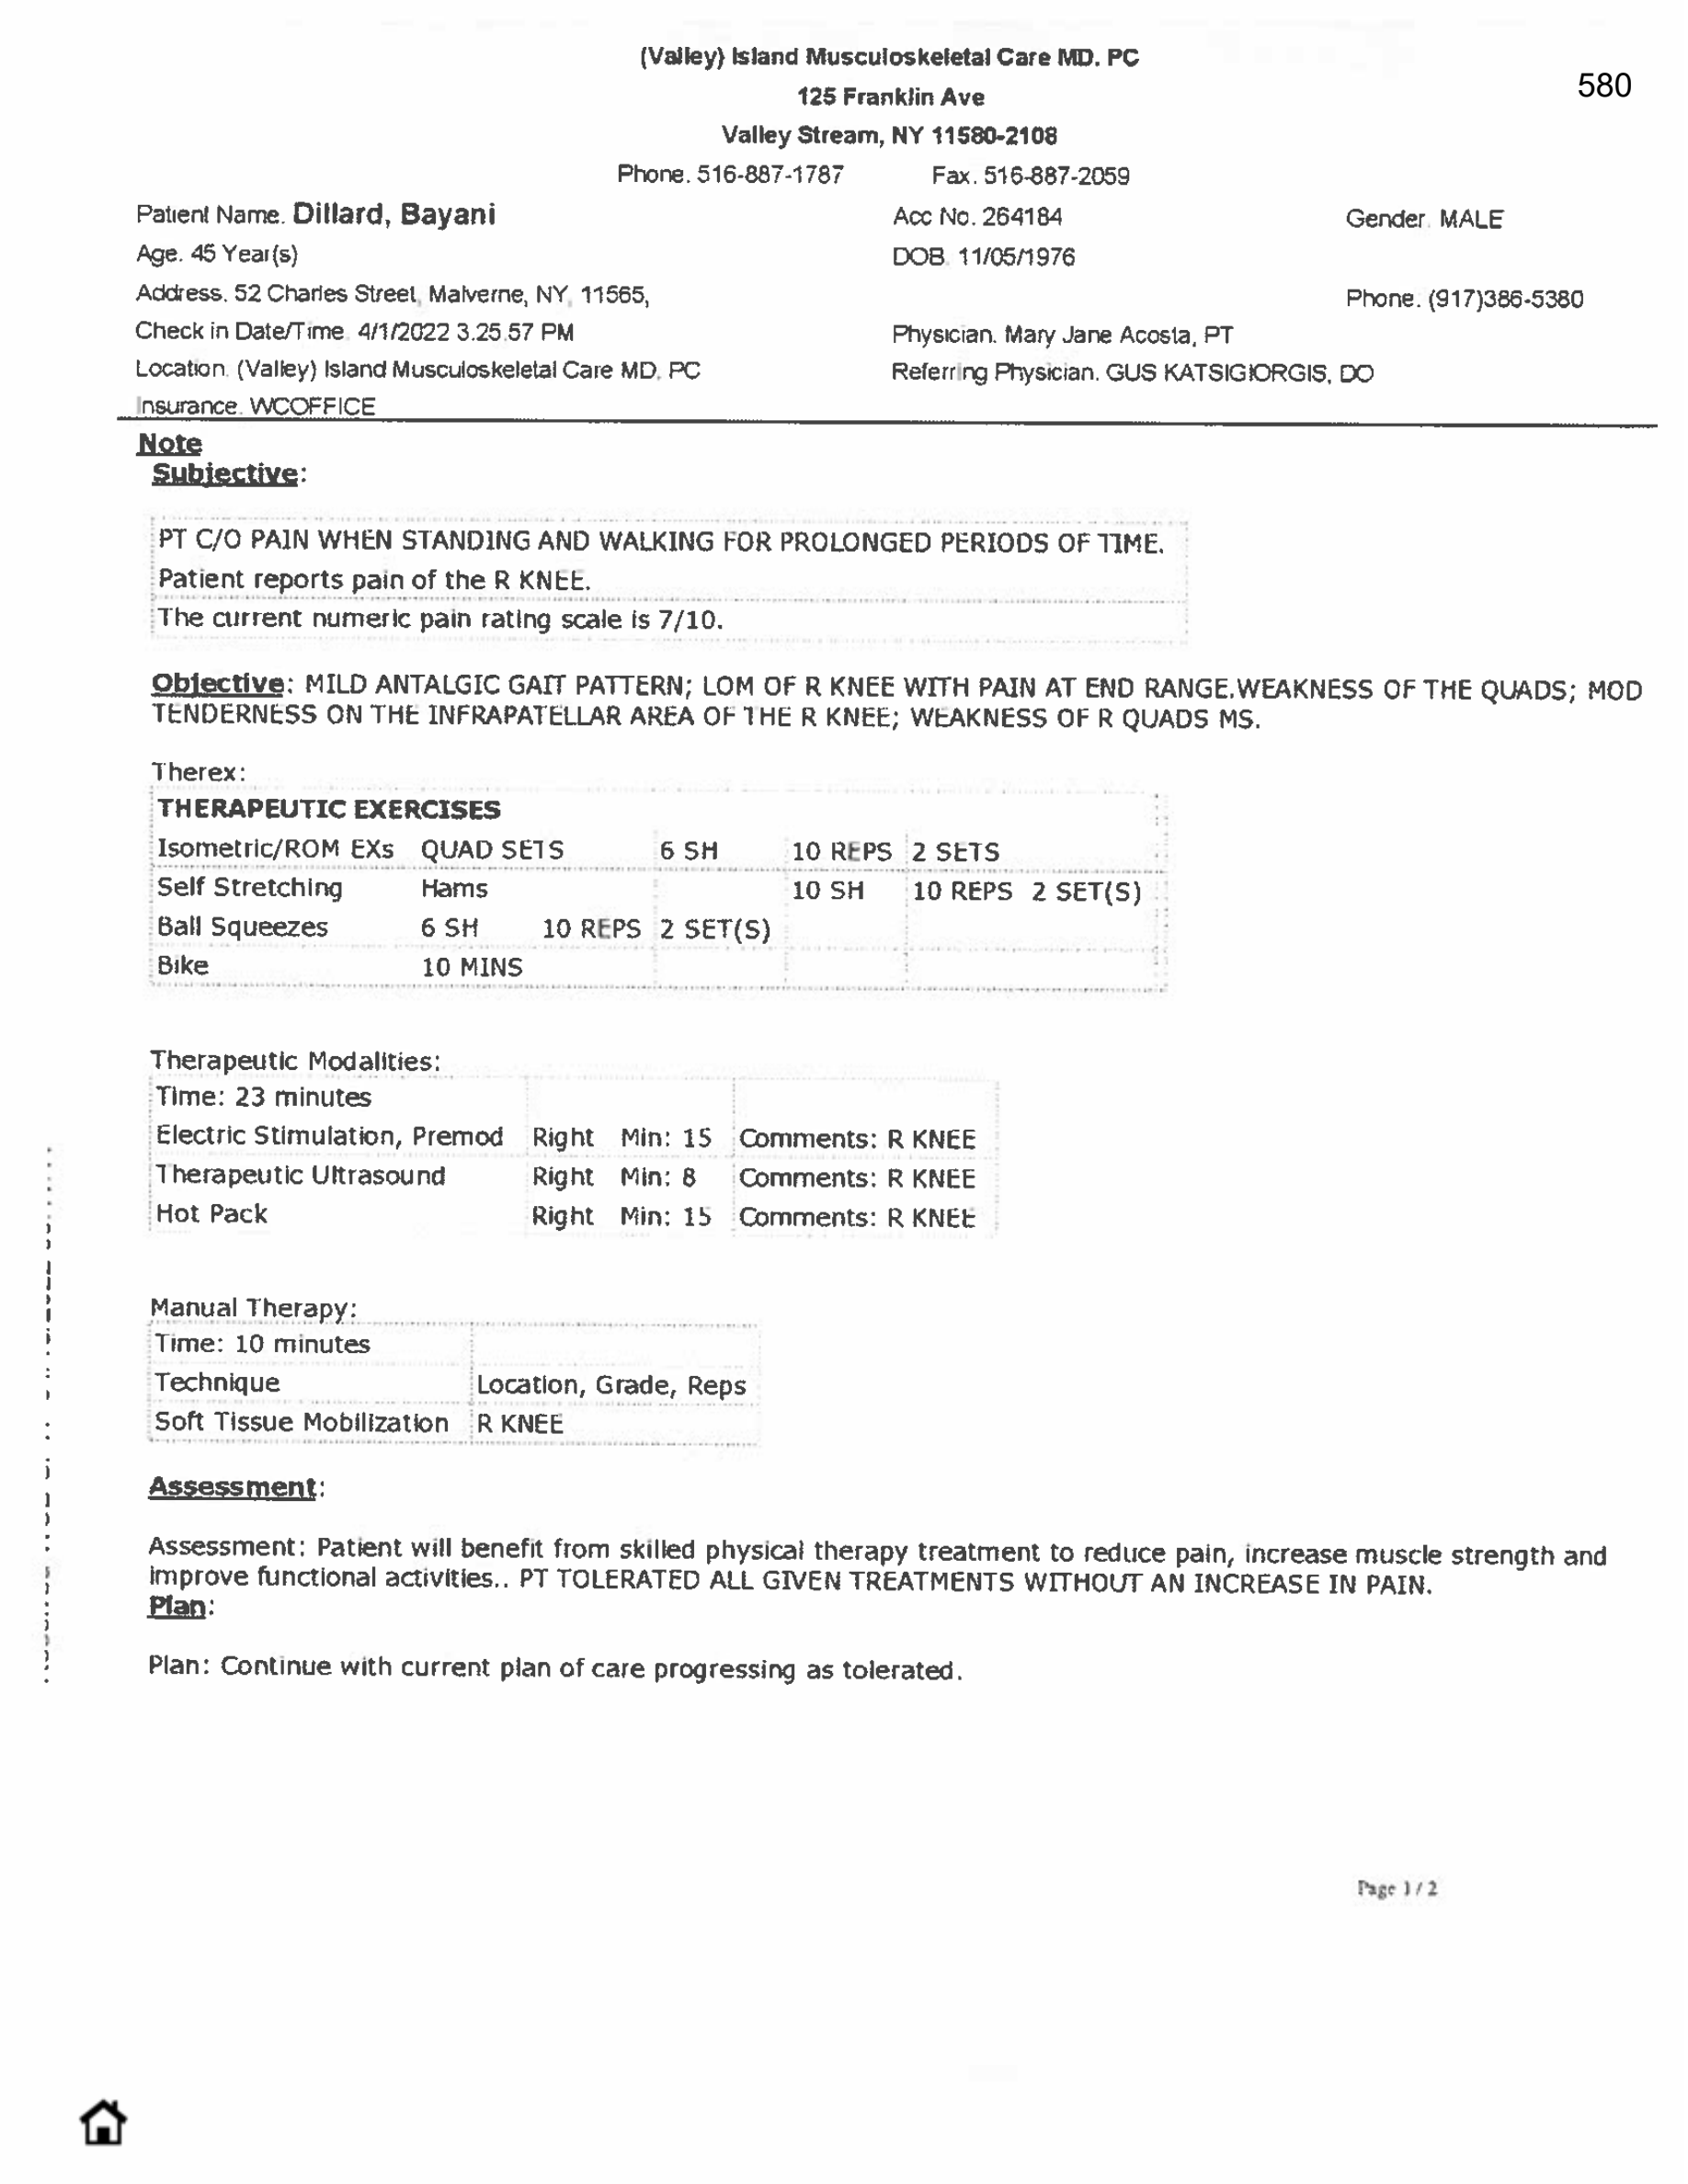 (Valley) Island Musculoskeletal Care MD. PC
580
125 Franklin Ave
Valley Stream, NY 11580-2108
Phone. 516-887-1787 Fax. 516-887-2059
Patient Name. Dillard, Bayani Acc No. 264184 Gender. MALE
Age. 45 Year(s) DOB. 11/05/1976
Address. 52 Charles Street, Malverne, NY, 11565, Phone. (917)386-5380
Check in Date/Time. 4/1/2022 3.25.57 PM Physician. Mary Jane Acosta, PT
Location. (Valley) Island Musculoskeletal Care MD. PC Referring Physician. GUS KATSIGIORGIS, DO
Insurance. WCOFFICE
Note
Subjective:
PT C/O PAIN WHEN STANDING AND WALKING FOR PROLONGED PERIODS OF TIME.
Patient reports pain of the R KNEE.
The current numeric pain rating scale is 7/10.
Objective: MILD ANTALGIC GAIT PATTERN; LOM OF R KNEE WITH PAIN AT END RANGE.WEAKNESS OF THE QUADS; MOD
TENDERNESS ON THE INFRAPATELLAR AREA OF THE R KNEE; WEAKNESS OF R QUADS MS.
Therex:
THERAPEUTIC EXERCISES
Isometric/ROM EXs QUAD SETS 6 SH 10 REPS 2 SETS
Self Stretching Hams 10 SH 10 REPS 2 SET(S)
Ball Squeezes 6 SH 10 REPS 2 SET(S)
Bike 10 MINS
Therapeutic Modalities:
Time: 23 minutes
Electric Stimulation, Premod Right Min: 15 Comments: R KNEE
Therapeutic Ultrasound Right Min: 8 Comments: R KNEE
Hot Pack Right Min: 15 Comments: R KNEE
Manual Therapy:
Time: 10 minutes
Technique Location, Grade, Reps
Soft Tissue Mobilization R KNEE
Assessment:
Assessment: Patient will benefit from skilled physical therapy treatment to reduce pain, increase muscle strength and
improve functional activities.. PT TOLERATED ALL GIVEN TREATMENTS WITHOUT AN INCREASE IN PAIN.
Plan:
Plan: Continue with current plan of care progressing as tolerated.
Page 1 / 2